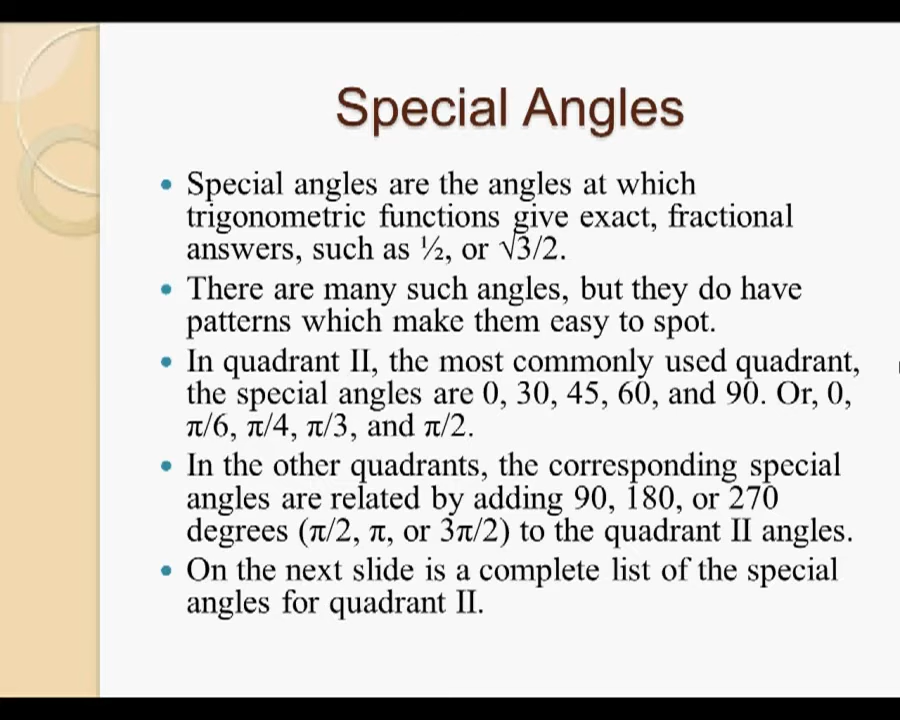 Special Angles
• Special angles are the angles at which
trigonometric functions give exact, fractional
answers, such as ½, or √3/2.
• There are many such angles, but they do have
patterns which make them easy to spot.
• In quadrant II, the most commonly used quadrant,
the special angles are 0, 30, 45, 60, and 90. Or, 0,
π/6, π/4, π/3, and π/2.
• In the other quadrants, the corresponding special
angles are related by adding 90, 180, or 270
degrees (π/2, π, or 3π/2) to the quadrant II angles.
• On the next slide is a complete list of the special
angles for quadrant II.